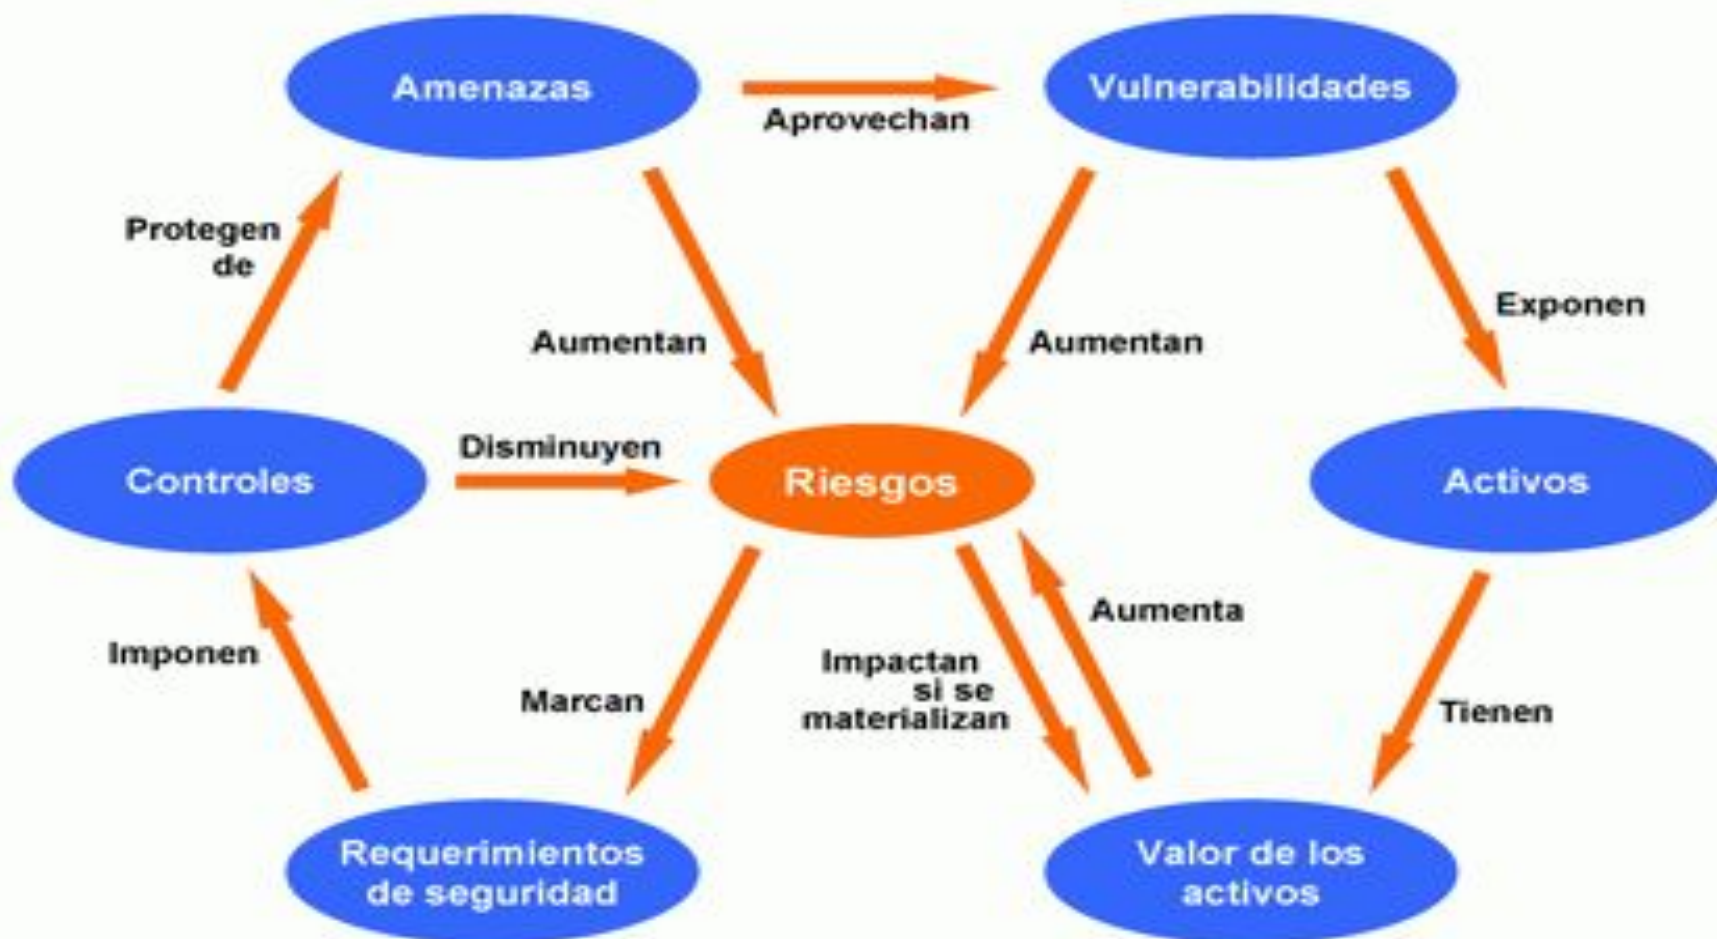 Amenazas
Vulnerabilidades
Aprovechan
Protegen
de
Exponen
Aumentan
Aumentan
Disminuyen
Controles
Riesgos
Activos
Aumenta
Imponen
Impactan
si se
materializan
Marcan
Tienen
Requerimientos
de seguridad
Valor de los
activos